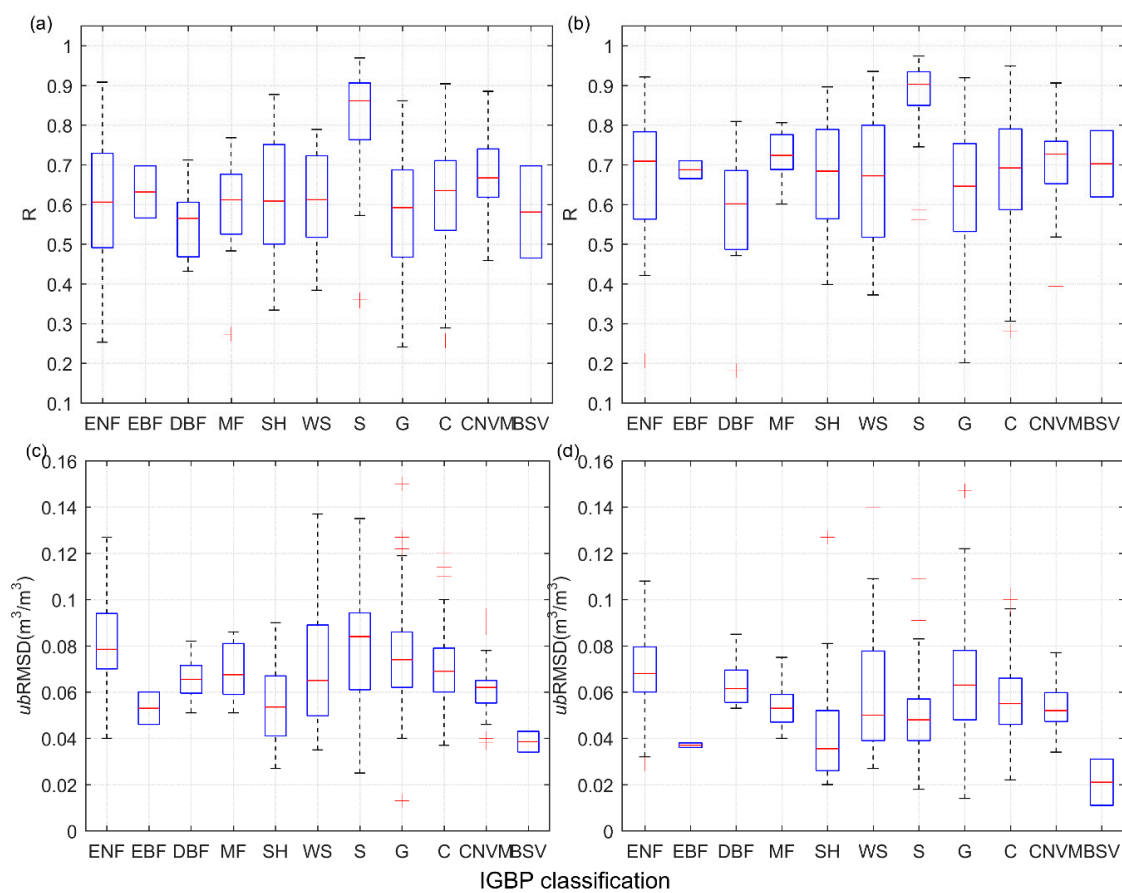 (a)
1
0.9
0.8
0.7
0.6
0.5
0.4
0.3
0.2
0.1
R
ENF EBF DBF MF SH WS S G C CNVMBSV
(b)
1
0.9
0.8
0.7
0.6
0.5
0.4
0.3
0.2
0.1
R
ENF EBF DBF MF SH WS S G C CNVMBSV
(c)
0.16
0.14
0.12
0.1
0.08
0.06
0.04
0.02
0
ubRMSD(m³/m³)
ENF EBF DBF MF SH WS S G C CNVMBSV
(d)
0.16
0.14
0.12
0.1
0.08
0.06
0.04
0.02
0
ubRMSD(m³/m³)
ENF EBF DBF MF SH WS S G C CNVMBSV
IGBP classification